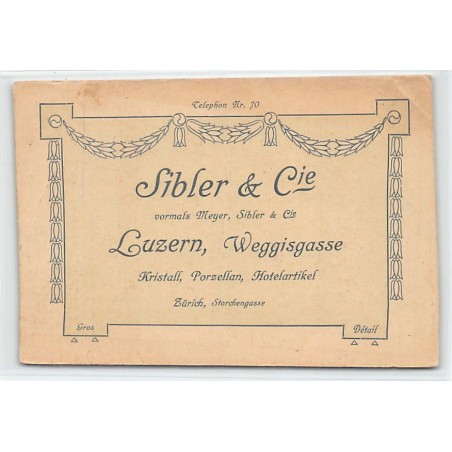 Telephon Nr. 70
Sibler & Cie
vormals Meyer, Sibler & Cie
Luzern, Weggisgasse
Kristall, Porzellan, Hotelartikel
Zürich, Storchengasse
Gros
Détail